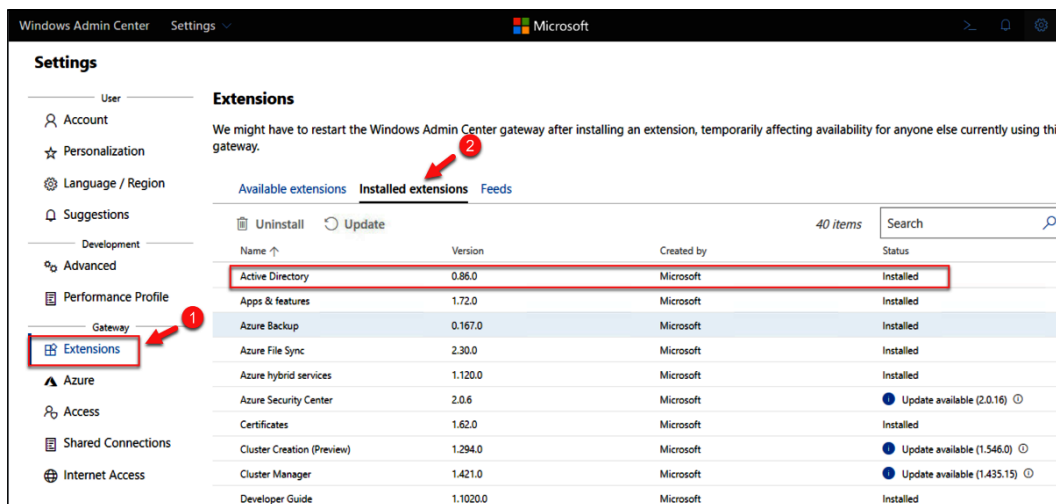 Windows Admin Center Settings
Microsoft
Settings
User
Account
Personalization
Language / Region
Suggestions
Development
Advanced
Performance Profile
Gateway
1
Extensions
Azure
Access
Shared Connections
Internet Access
Extensions
We might have to restart the Windows Admin Center gateway after installing an extension, temporarily affecting availability for anyone else currently using thi
gateway.
2
Available extensions Installed extensions Feeds
Uninstall Update 40 items Search
Name Version Created by Status
Active Directory 0.86.0 Microsoft Installed
Apps & features 1.72.0 Microsoft Installed
Azure Backup 0.167.0 Microsoft Installed
Azure File Sync 2.30.0 Microsoft Installed
Azure hybrid services 1.120.0 Microsoft Installed
Azure Security Center 2.0.6 Microsoft Update available (2.0.16)
Certificates 1.62.0 Microsoft Installed
Cluster Creation (Preview) 1.294.0 Microsoft Update available (1.546.0)
Cluster Manager 1.421.0 Microsoft Update available (1.435.15)
Developer Guide 1.1020.0 Microsoft Installed